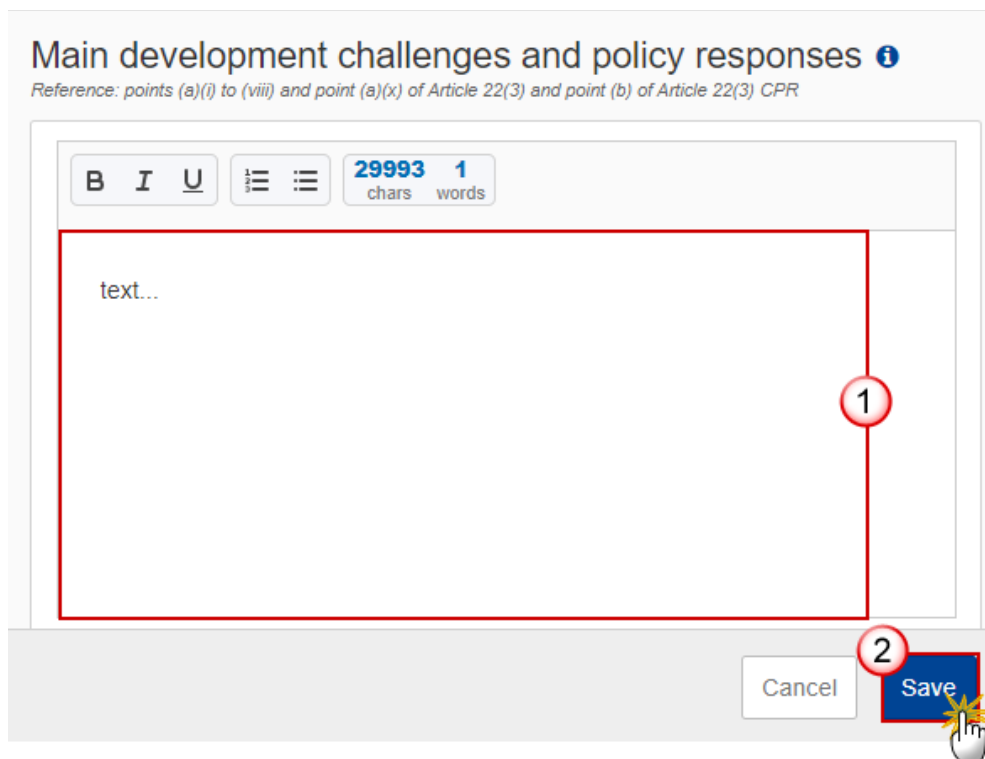 Main development challenges and policy responses i
Reference: points (a)(i) to (viii) and point (a)(x) of Article 22(3) and point (b) of Article 22(3) CPR
B I U 29993 1
chars words
text...
1
2
Cancel Save